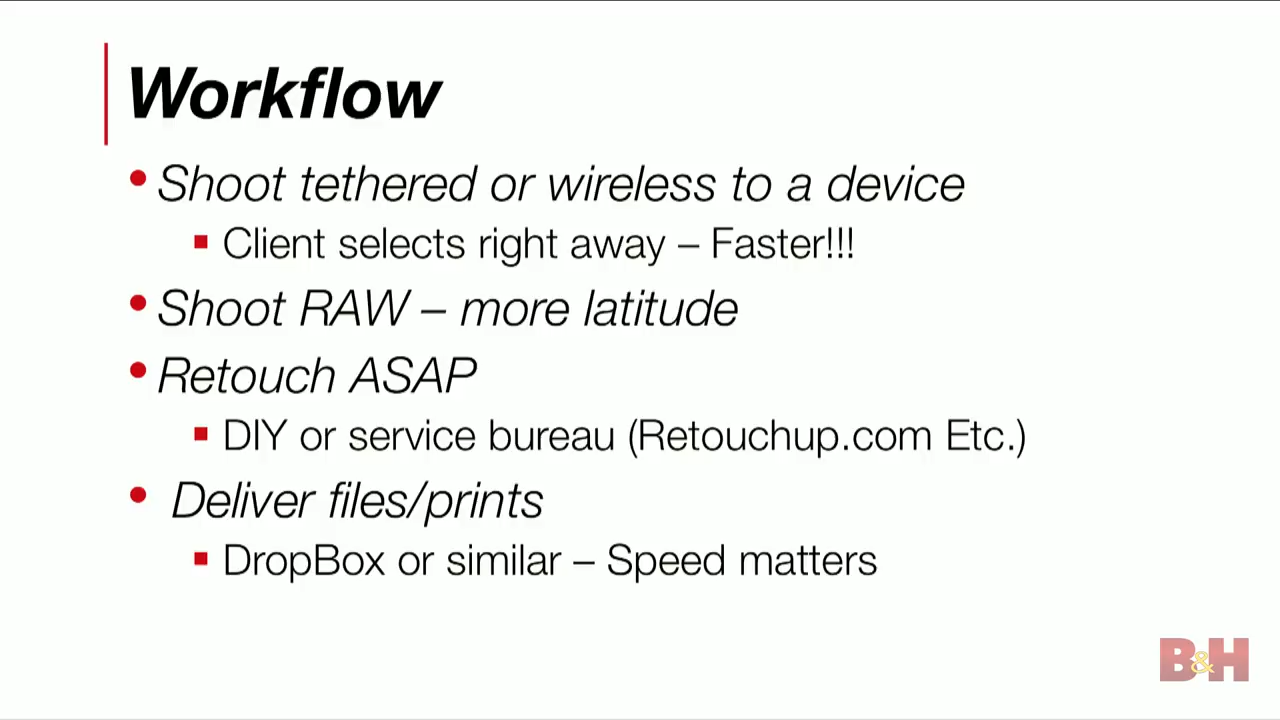 Workflow
• Shoot tethered or wireless to a device
▪ Client selects right away – Faster!!!
• Shoot RAW – more latitude
• Retouch ASAP
▪ DIY or service bureau (Retouchup.com Etc.)
• Deliver files/prints
▪ DropBox or similar – Speed matters
B&H